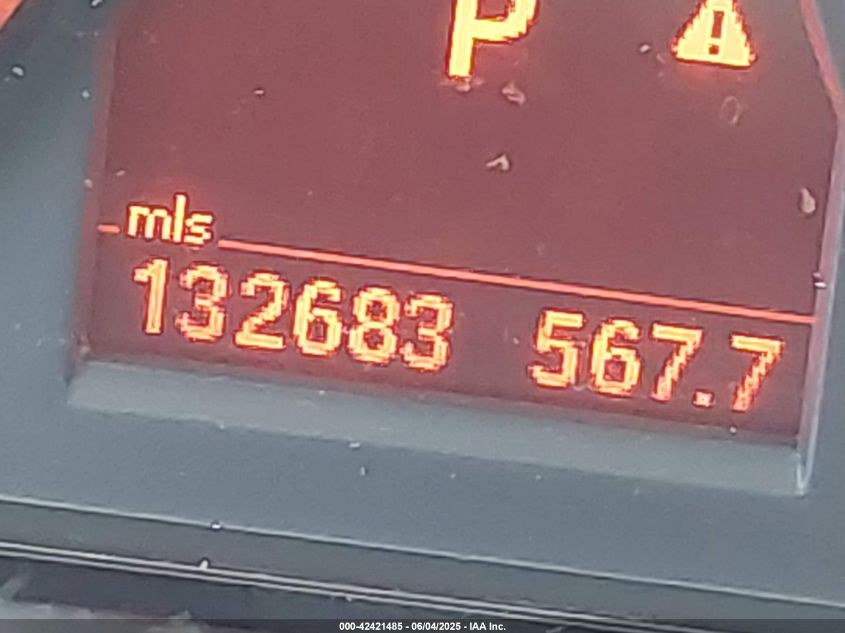 P
mls
132683 567.7
000-42421485 - 06/04/2025 - IAA Inc.